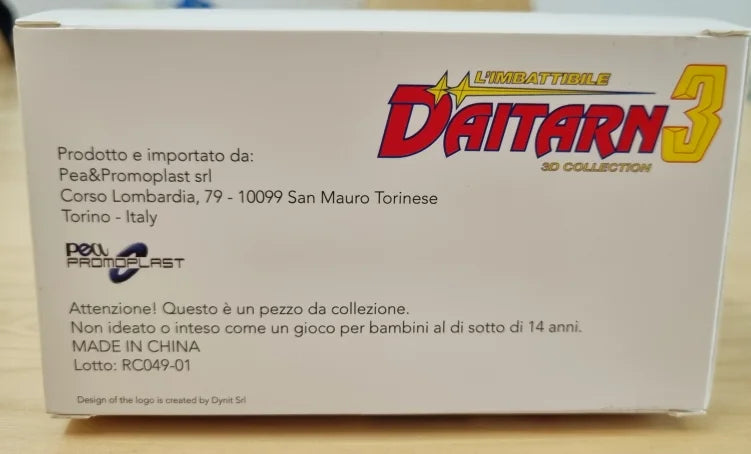 L'IMBATTIBILE
DAITARN 3
3D COLLECTION
Prodotto e importato da:
Pea&Promoplast srl
Corso Lombardia, 79 - 10099 San Mauro Torinese
Torino - Italy
pea
PROMOPLAST
Attenzione! Questo è un pezzo da collezione.
Non ideato o inteso come un gioco per bambini al di sotto di 14 anni.
MADE IN CHINA
Lotto: RC049-01
Design of the logo is created by Dynit Srl